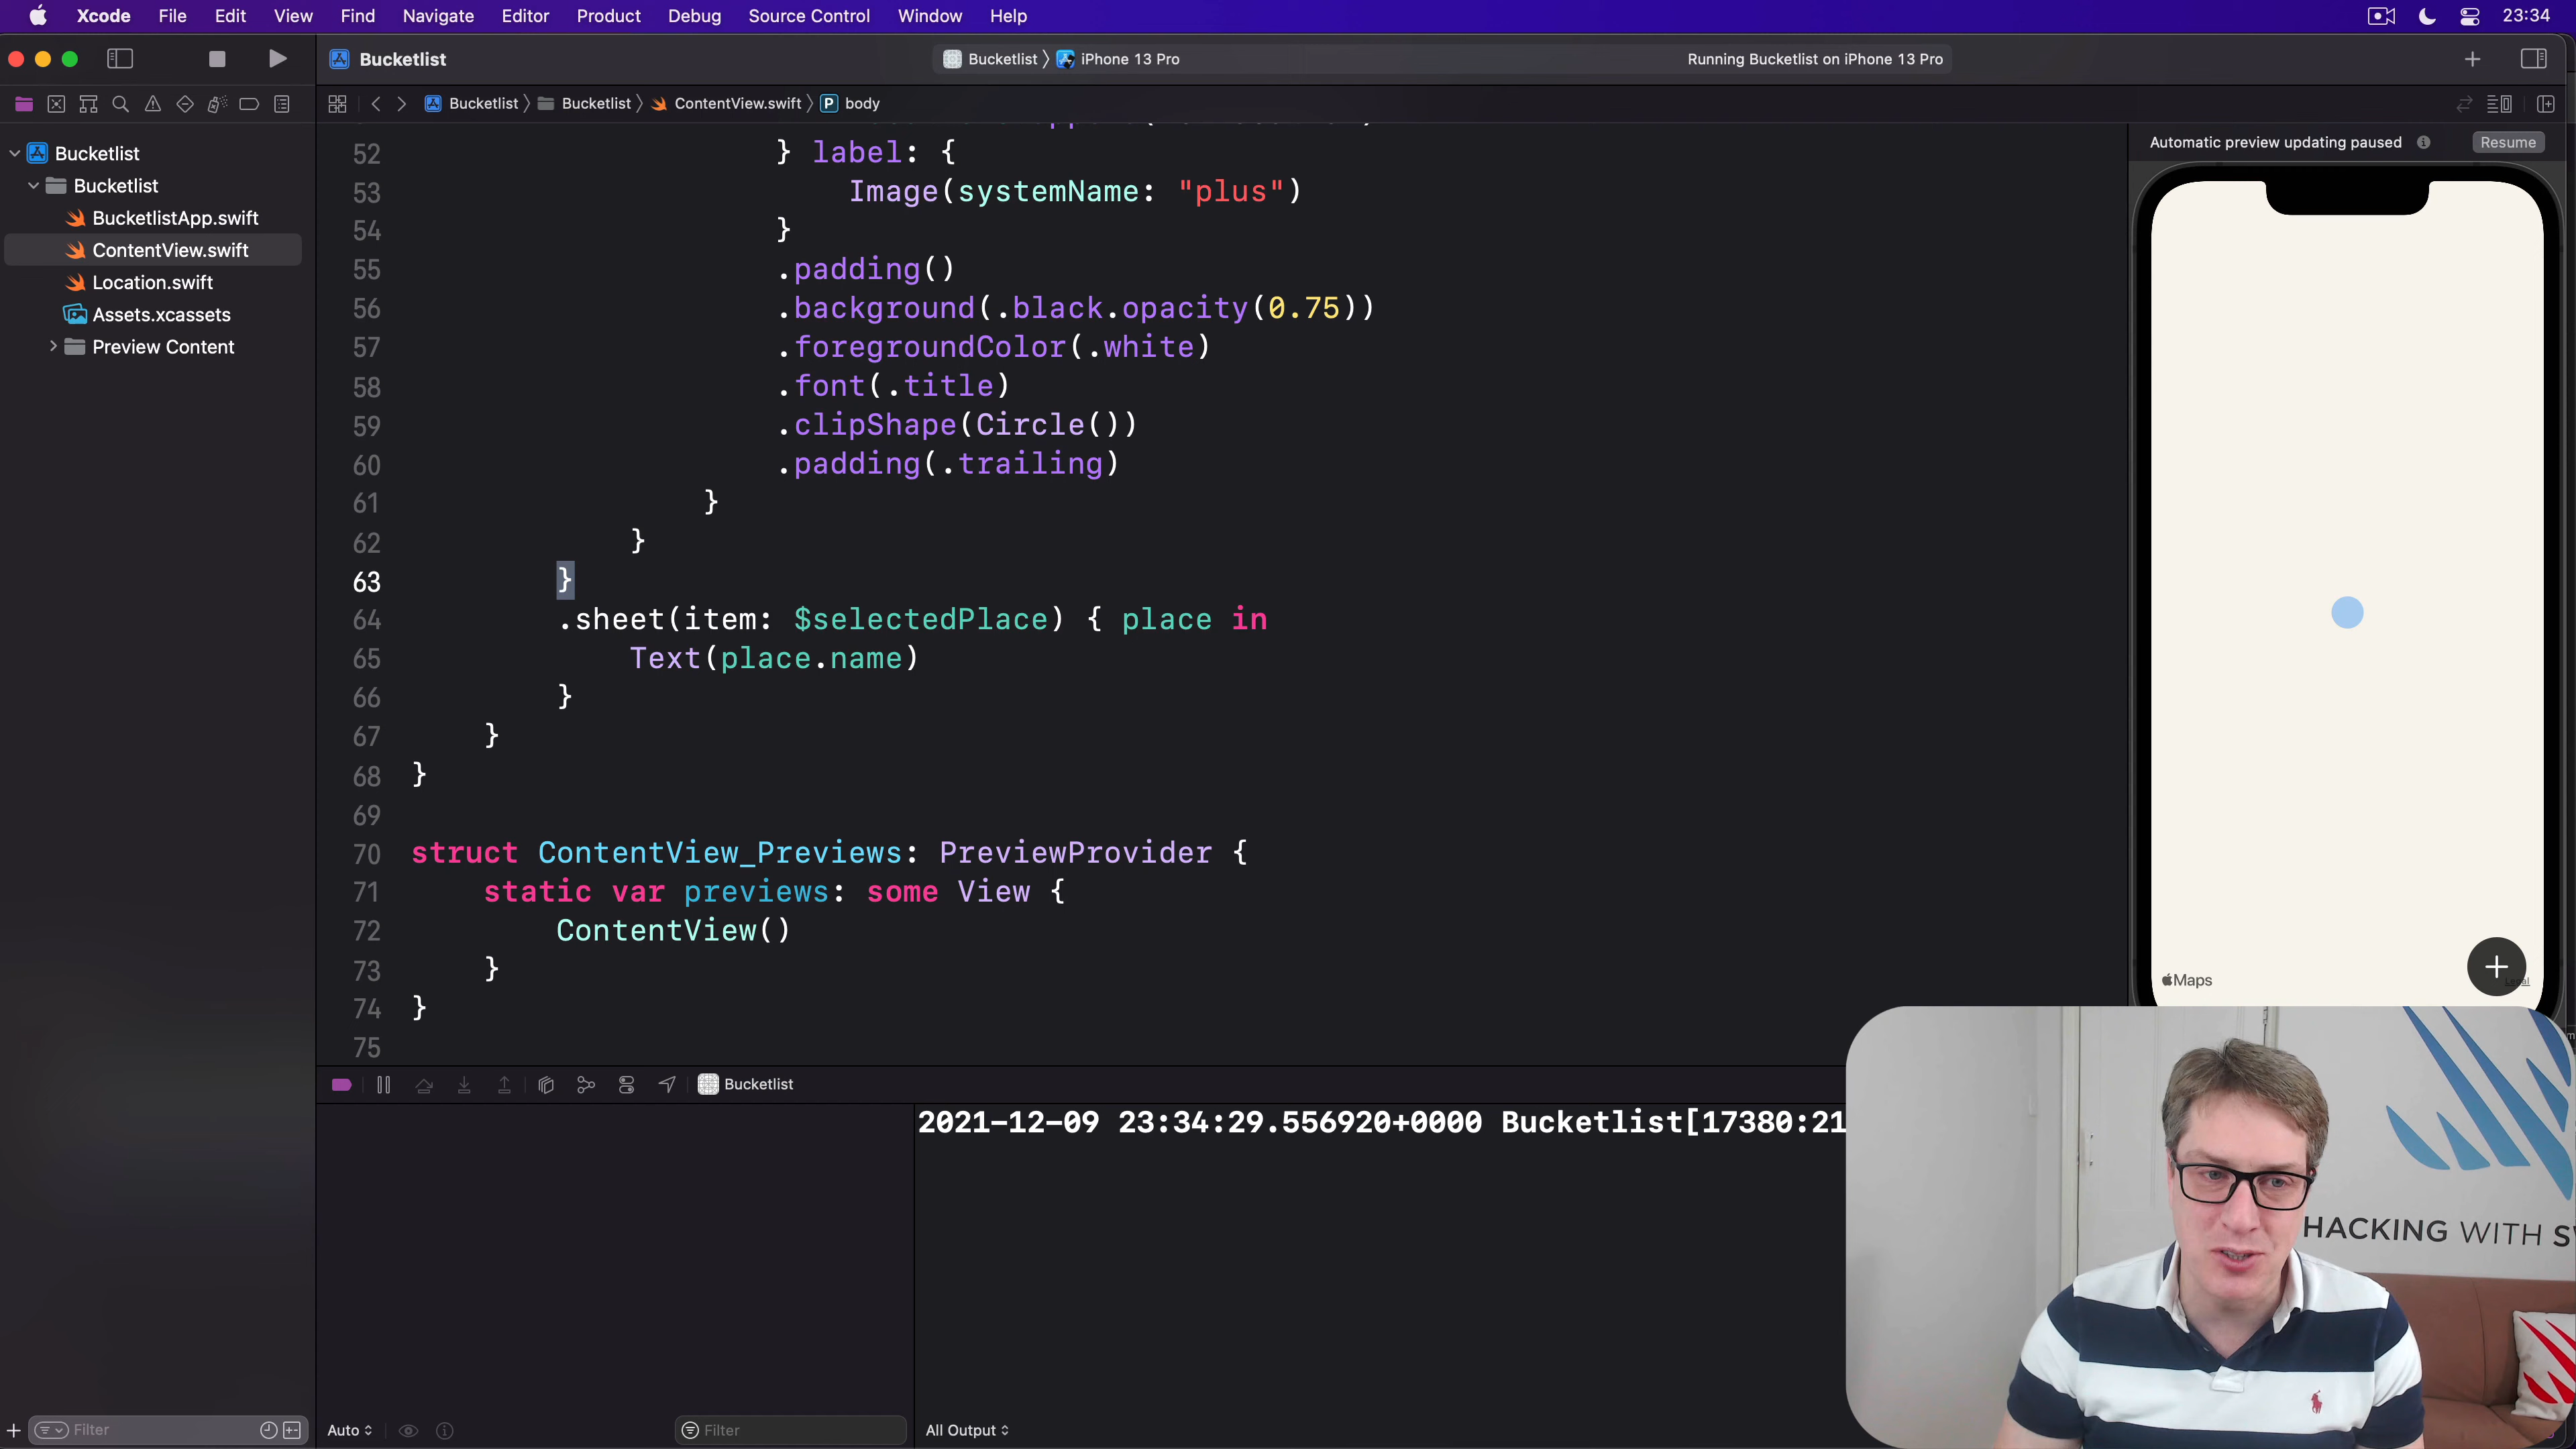 Xcode File Edit View Find Navigate Editor Product Debug Source Control Window Help 23:34
Bucketlist Bucketlist iPhone 13 Pro Running Bucketlist on iPhone 13 Pro
Bucketlist Bucketlist ContentView.swift P body
Bucketlist
Bucketlist
BucketlistApp.swift
ContentView.swift
Location.swift
Assets.xcassets
Preview Content
52 } label: {
53 Image(systemName: "plus")
54 }
55 .padding()
56 .background(.black.opacity(0.75))
57 .foregroundColor(.white)
58 .font(.title)
59 .clipShape(Circle())
60 .padding(.trailing)
61 }
62 }
63 }
64 .sheet(item: $selectedPlace) { place in
65 Text(place.name)
66 }
67 }
68 }
69
70 struct ContentView_Previews: PreviewProvider {
71 static var previews: some View {
72 ContentView()
73 }
74 }
75
Automatic preview updating paused Resume
Maps
HACKING WITH
Bucketlist
2021-12-09 23:34:29.556920+0000 Bucketlist[17380:21
Filter
Auto
Filter
All Output